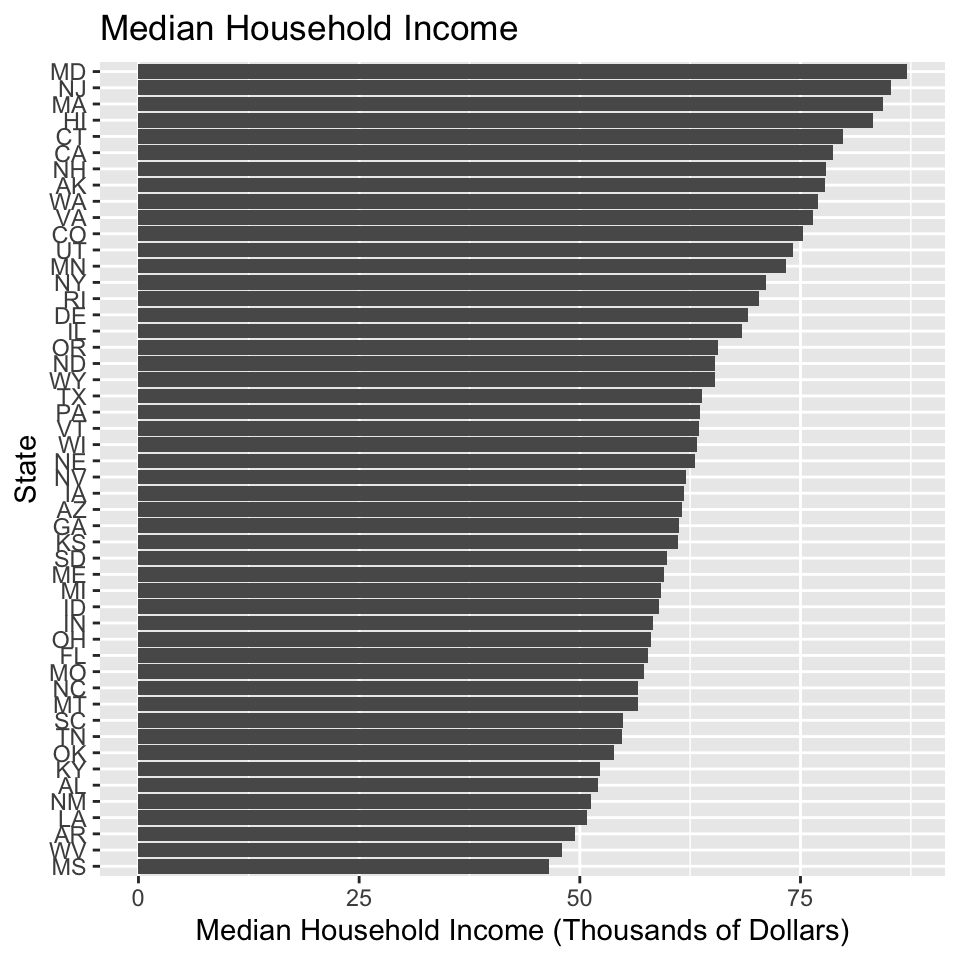 Median Household Income
State
MD
NJ
MA
HI
CT
CA
NH
AK
WA
VA
CO
UT
MN
NY
RI
DE
IL
OR
ND
WY
TX
PA
VT
WI
NE
NV
IA
AZ
GA
KS
SD
ME
MI
ID
IN
OH
FL
MO
NC
MT
SC
TN
OK
KY
AL
NM
LA
AR
WV
MS
0 25 50 75
Median Household Income (Thousands of Dollars)